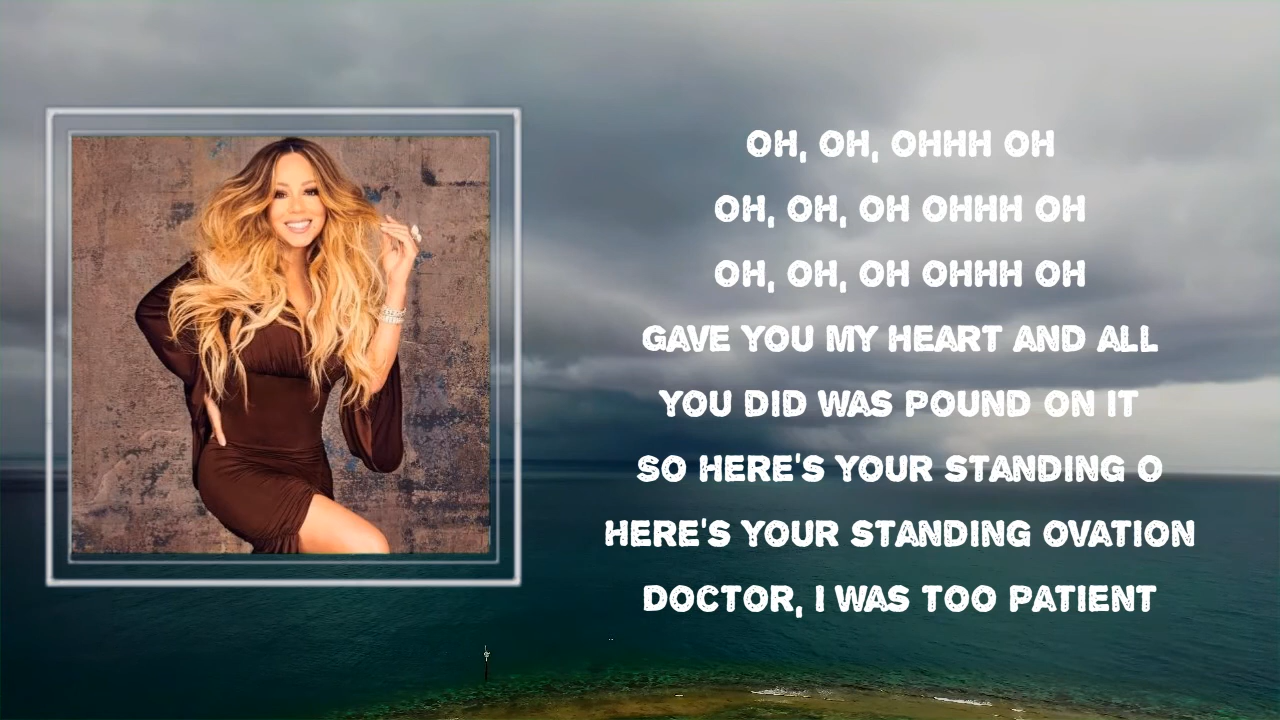 OH, OH, OHHH OH
OH, OH, OH OHHH OH
OH, OH, OH OHHH OH
GAVE YOU MY HEART AND ALL
YOU DID WAS POUND ON IT
SO HERE'S YOUR STANDING O
HERE'S YOUR STANDING OVATION
DOCTOR, I WAS TOO PATIENT